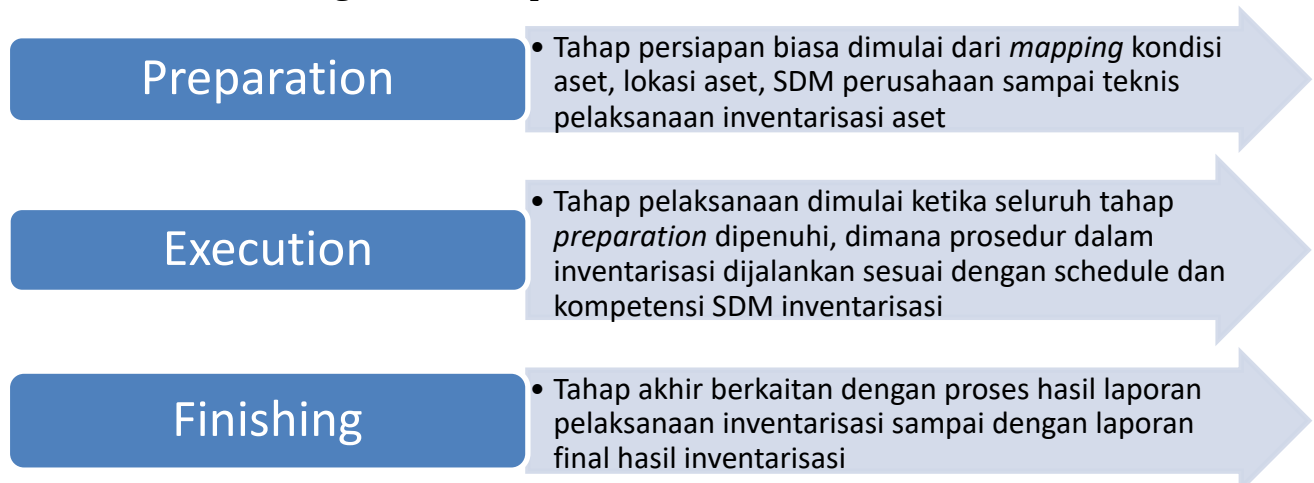 Preparation
• Tahap persiapan biasa dimulai dari mapping kondisi
aset, lokasi aset, SDM perusahaan sampai teknis
pelaksanaan inventarisasi aset
Execution
• Tahap pelaksanaan dimulai ketika seluruh tahap
preparation dipenuhi, dimana prosedur dalam
inventarisasi dijalankan sesuai dengan schedule dan
kompetensi SDM inventarisasi
Finishing
• Tahap akhir berkaitan dengan proses hasil laporan
pelaksanaan inventarisasi sampai dengan laporan
final hasil inventarisasi